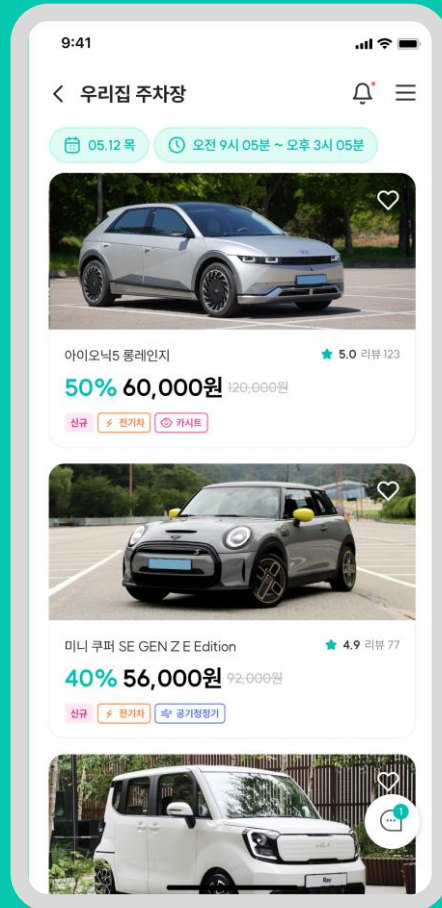 9:41
우리집 주차장
05.12 목
오전 9시 05분 ~ 오후 3시 05분
아이오닉5 롱레인지
5.0 리뷰 123
50% 60,000원 120,000원
신규 전기차 카시트
미니 쿠퍼 SE GEN Z E Edition
4.9 리뷰 77
40% 56,000원 92,000원
신규 전기차 공기청정기
1
Ray